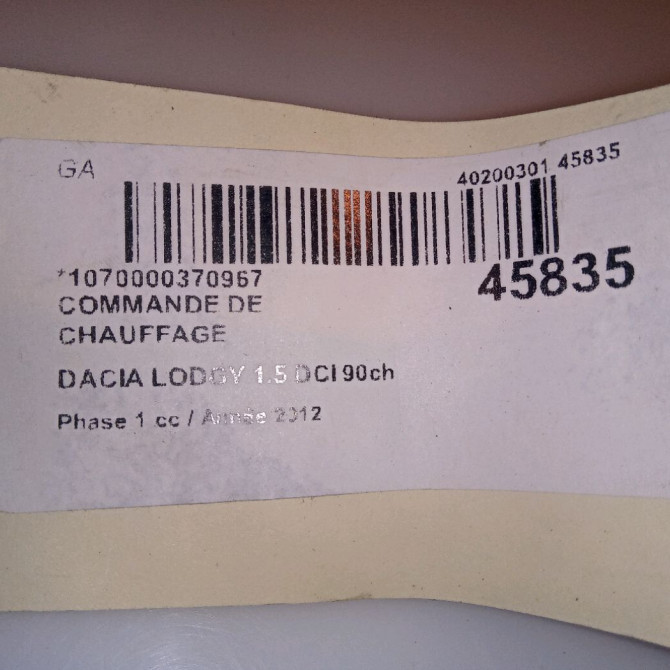 GA
40200301 45835
*1070000370967
45835
COMMANDE DE
CHAUFFAGE
DACIA LODGY 1.5 DCI 90ch
Phase 1 cc / Année 2012